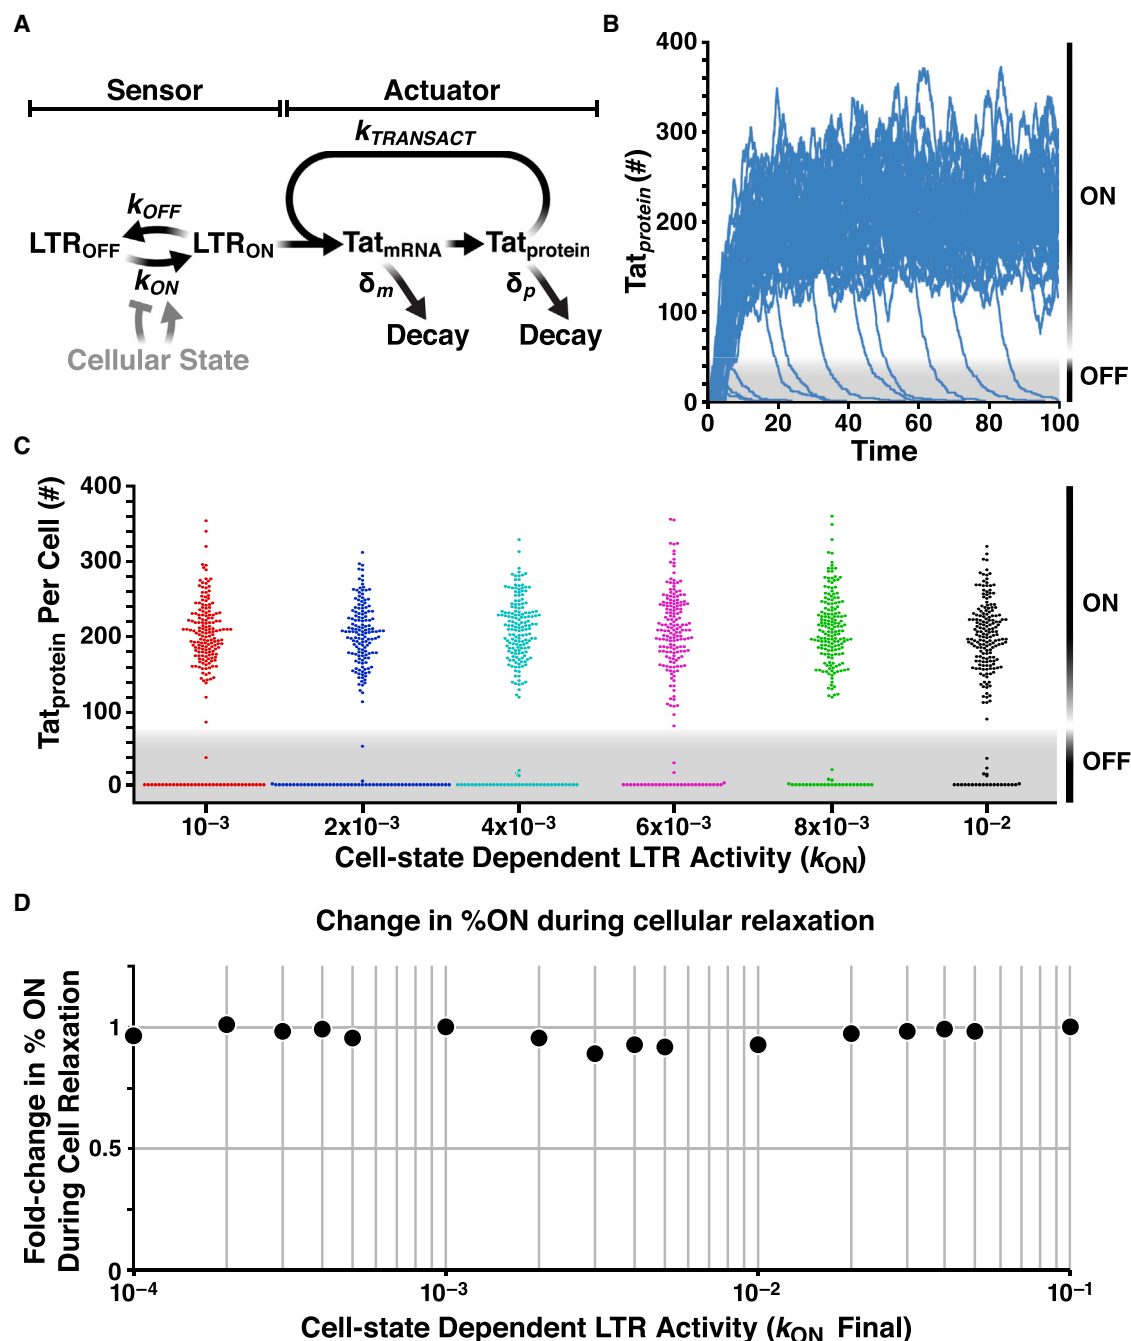 A
Sensor
Actuator
kTRANSACT
kOFF
LTROFF
LTRON
TatmRNA
Tatprotein
kON
δm
δp
Decay
Decay
Cellular State
B
Tatprotein (#)
400
300
200
100
0
0 20 40 60 80 100
Time
ON
OFF
C
Tatprotein Per Cell (#)
400
300
200
100
0
10−3 2x10−3 4x10−3 6x10−3 8x10−3 10−2
Cell-state Dependent LTR Activity (kON)
ON
OFF
D
Change in %ON during cellular relaxation
Fold-change in % ON
During Cell Relaxation
1
0.5
0
10−4 10−3 10−2 10−1
Cell-state Dependent LTR Activity (kON Final)